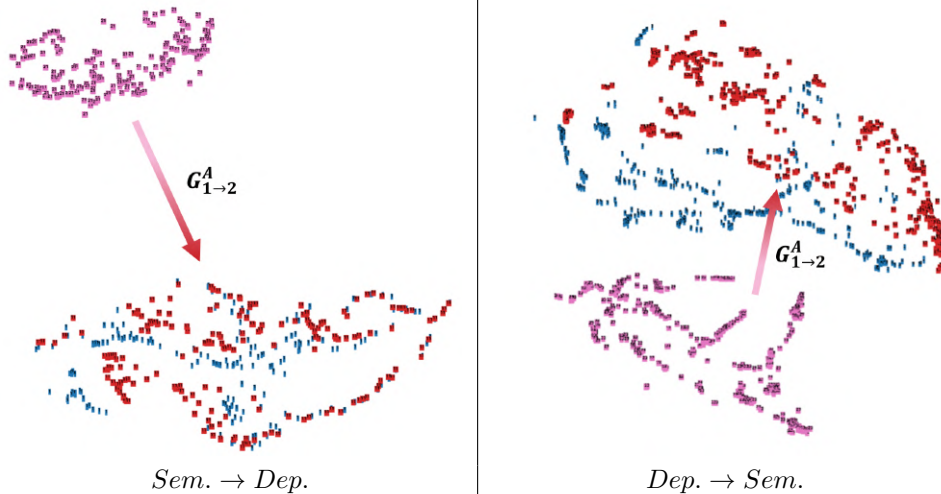 G^A_{1→2}
G^A_{1→2}
Sem. → Dep.
Dep. → Sem.